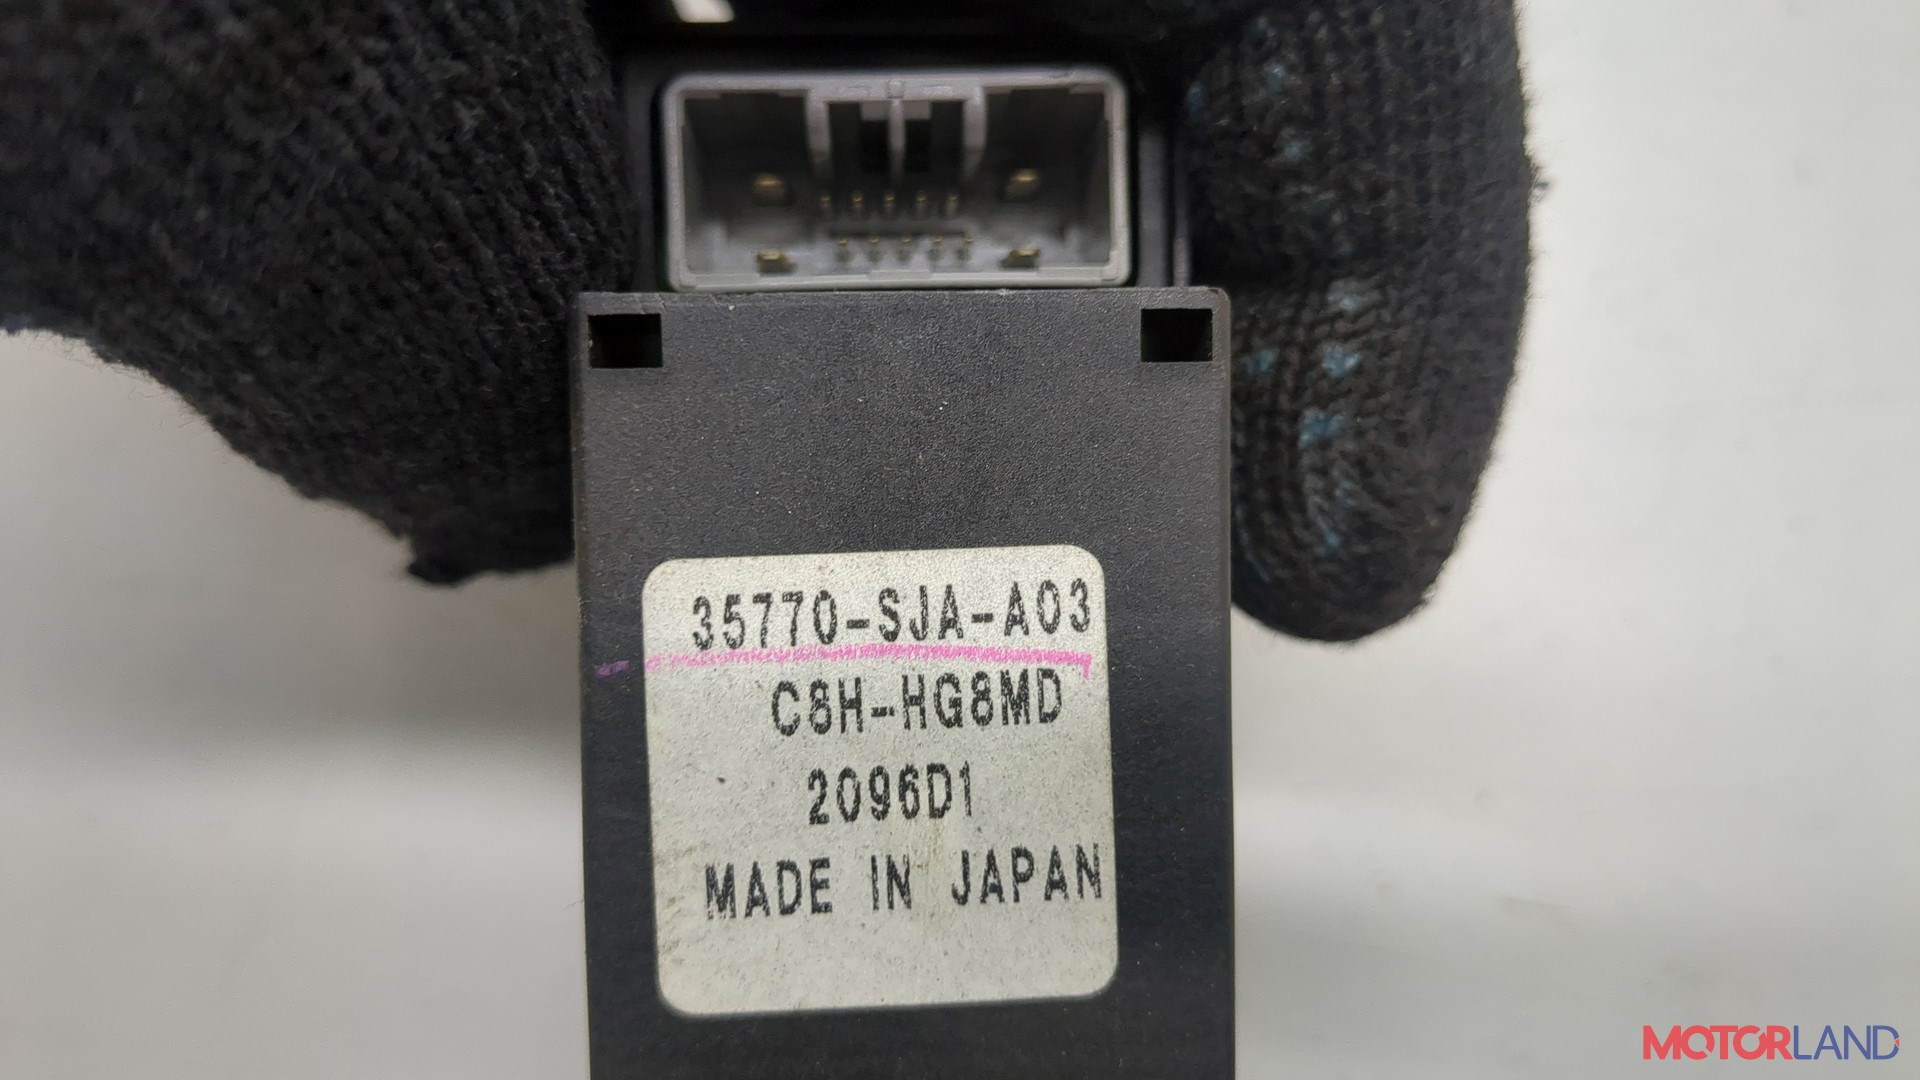 35770-SJA-A03
C8H-HG8MD
2096D1
MADE IN JAPAN
MOTORLAND